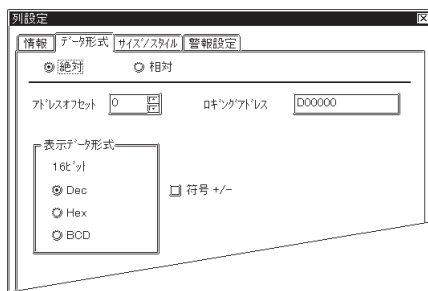 列設定
情報 ﾃﾞｰﾀ形式 ｻｲｽﾞ/ｽﾀｲﾙ 警報設定
絶対 相対
ｱﾄﾞﾚｽｵﾌｾｯﾄ 0 ﾛｷﾞﾝｸﾞｱﾄﾞﾚｽ D00000
表示ﾃﾞｰﾀ形式
16ﾋﾞｯﾄ
Dec 符号 +/-
Hex
BCD